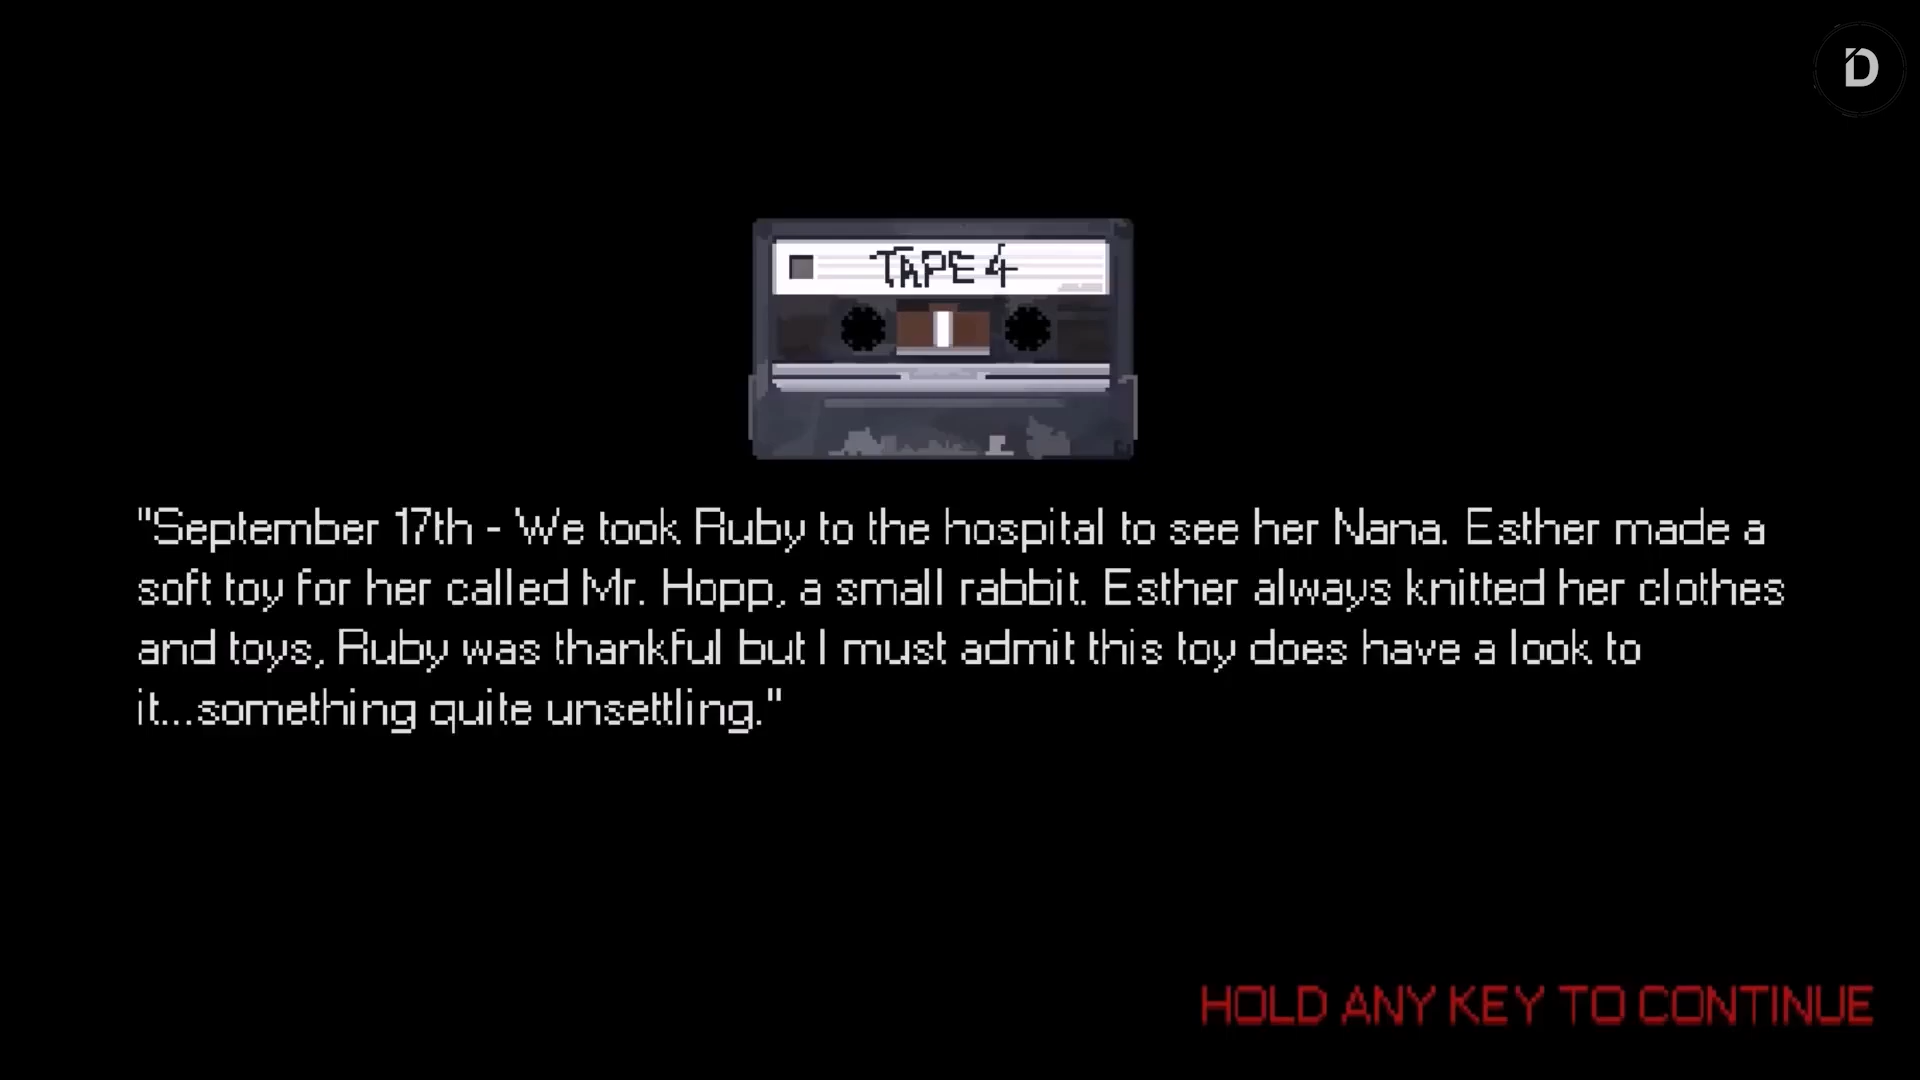 D
TAPE 4
"September 17th - We took Ruby to the hospital to see her Nana. Esther made a
soft toy for her called Mr. Hopp, a small rabbit. Esther always knitted her clothes
and toys, Ruby was thankful but I must admit this toy does have a look to
it...something quite unsettling."
HOLD ANY KEY TO CONTINUE